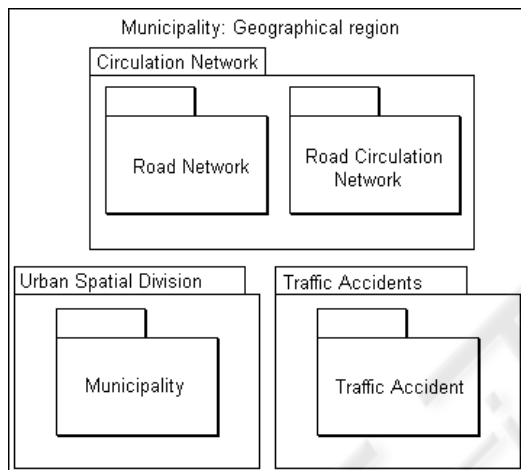 Municipality: Geographical region
Circulation Network
Road Network
Road Circulation
Network
Urban Spatial Division
Municipality
Traffic Accidents
Traffic Accident